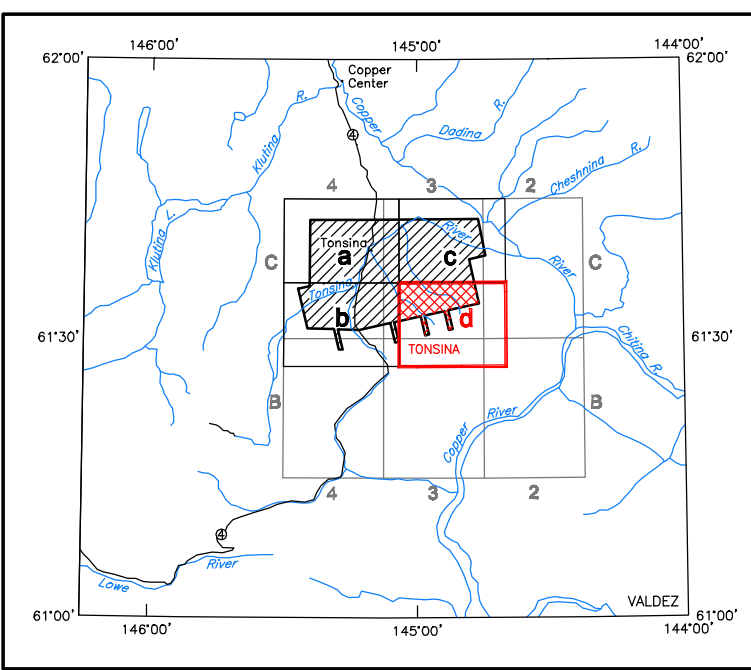 146°00'
145°00'
144°00'
62°00'
62°00'
Copper
Center
Klutina R.
Copper
Dadina R.
4
Cheshnina R.
4
3
2
Klutina L.
River
Tonsina
C
a
c
C
River
Tonsina
b
d
61°30'
61°30'
TONSINA
Chitina R.
B
Copper River
B
4
3
2
4
River
Lowe
VALDEZ
61°00'
61°00'
146°00'
145°00'
144°00'